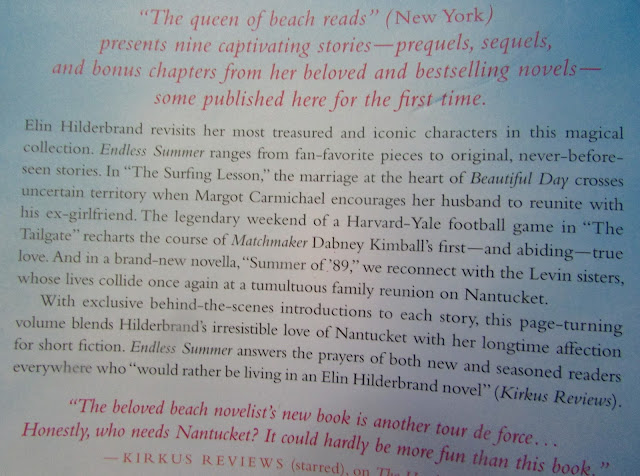 “The queen of beach reads” (New York)
presents nine captivating stories—prequels, sequels,
and bonus chapters from her beloved and bestselling novels—
some published here for the first time.
Elin Hilderbrand revisits her most treasured and iconic characters in this magical
collection. Endless Summer ranges from fan-favorite pieces to original, never-before-
seen stories. In “The Surfing Lesson,” the marriage at the heart of Beautiful Day crosses
uncertain territory when Margot Carmichael encourages her husband to reunite with
his ex-girlfriend. The legendary weekend of a Harvard-Yale football game in “The
Tailgate” recharts the course of Matchmaker Dabney Kimball’s first—and abiding—true
love. And in a brand-new novella, “Summer of ’89,” we reconnect with the Levin sisters,
whose lives collide once again at a tumultuous family reunion on Nantucket.
With exclusive behind-the-scenes introductions to each story, this page-turning
volume blends Hilderbrand’s irresistible love of Nantucket with her longtime affection
for short fiction. Endless Summer answers the prayers of both new and seasoned readers
everywhere who “would rather be living in an Elin Hilderbrand novel” (Kirkus Reviews).
“The beloved beach novelist’s new book is another tour de force…
Honestly, who needs Nantucket? It could hardly be more fun than this book.”
—KIRKUS REVIEWS (starred), on The